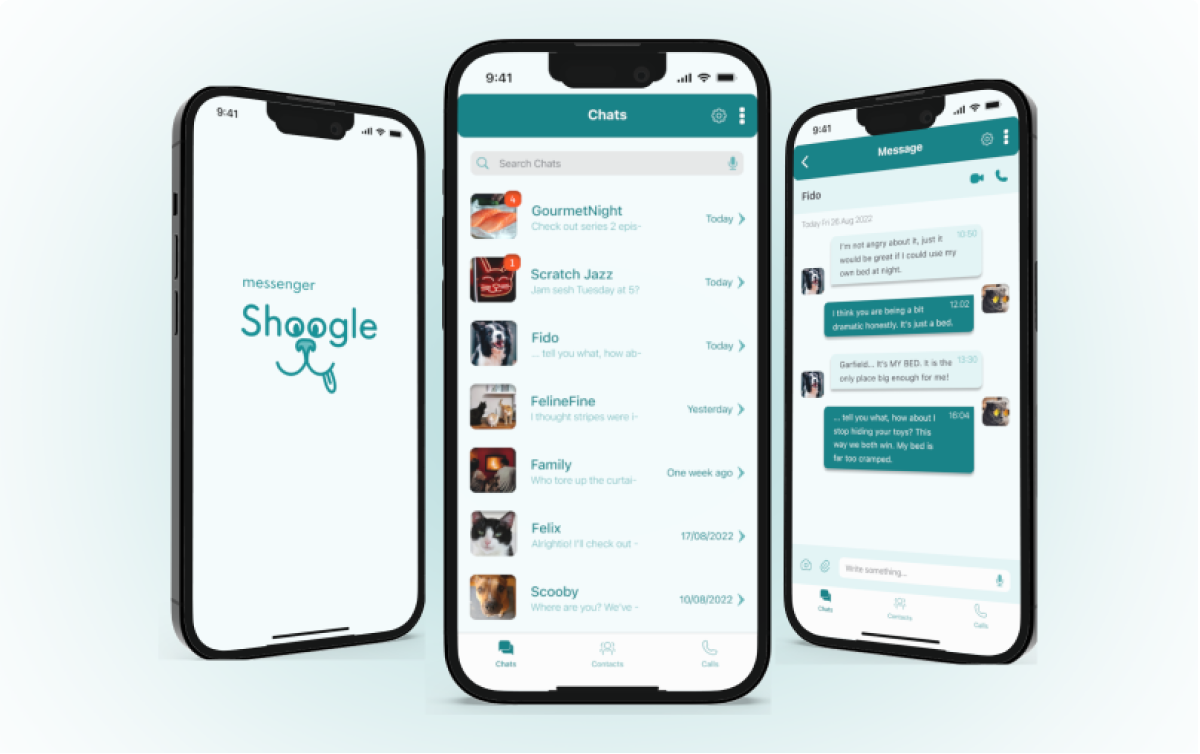 9:41
messenger
Shoogle
9:41
Chats
Search Chats
4
GourmetNight
Check out series 2 epis-
Today
1
Scratch Jazz
Jam sesh Tuesday at 5?
Today
Fido
... tell you what, how ab-
Today
FelineFine
I thought stripes were i-
Yesterday
Family
Who tore up the curtai-
One week ago
Felix
Alrightio! I'll check out -
17/08/2022
Scooby
Where are you? We've -
10/08/2022
Chats
Contacts
Calls
9:41
Message
Fido
Today Fri 26 Aug 2022
I'm not angry about it, just it
10:50
would be great if I could use my
own bed at night.
12:02
I think you are being a bit
dramatic honestly. It's just a bed.
Garfield... It's MY BED. It is the
13:30
only place big enough for me!
... tell you what, how about I
16:04
stop hiding your toys? This
way we both win. My bed is
far too cramped.
Write something...
Chats
Contacts
Calls